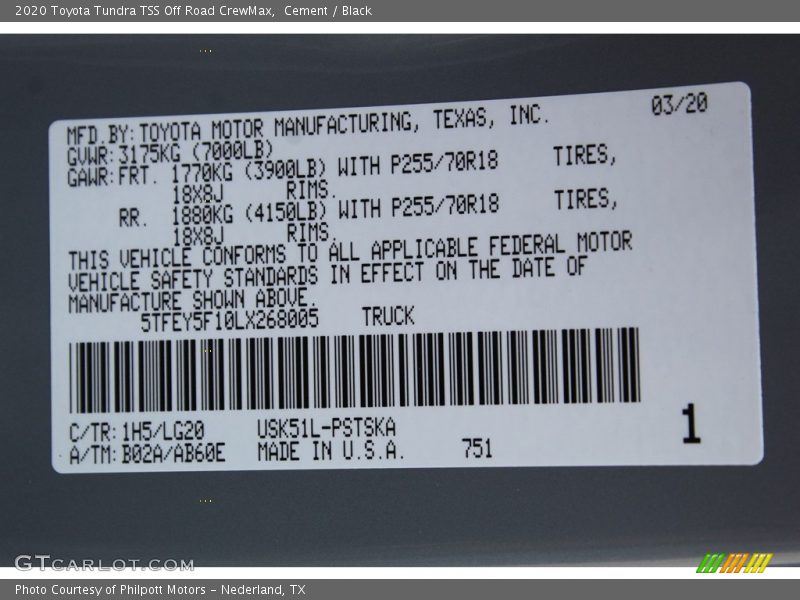 2020 Toyota Tundra TSS Off Road CrewMax, Cement / Black
MFD.BY: TOYOTA MOTOR MANUFACTURING, TEXAS, INC. 03/20
GVWR: 3175KG (7000LB)
GAWR: FRT. 1770KG (3900LB) WITH P255/70R18 TIRES,
18X8J RIMS.
RR. 1880KG (4150LB) WITH P255/70R18 TIRES,
18X8J RIMS.
THIS VEHICLE CONFORMS TO ALL APPLICABLE FEDERAL MOTOR
VEHICLE SAFETY STANDARDS IN EFFECT ON THE DATE OF
MANUFACTURE SHOWN ABOVE.
5TFEY5F10LX268005 TRUCK
C/TR: 1H5/LG20 USK51L-PSTSKA
A/TM: B02A/AB60E MADE IN U.S.A. 751
1
GTCARLOT.COM
Photo Courtesy of Philpott Motors - Nederland, TX